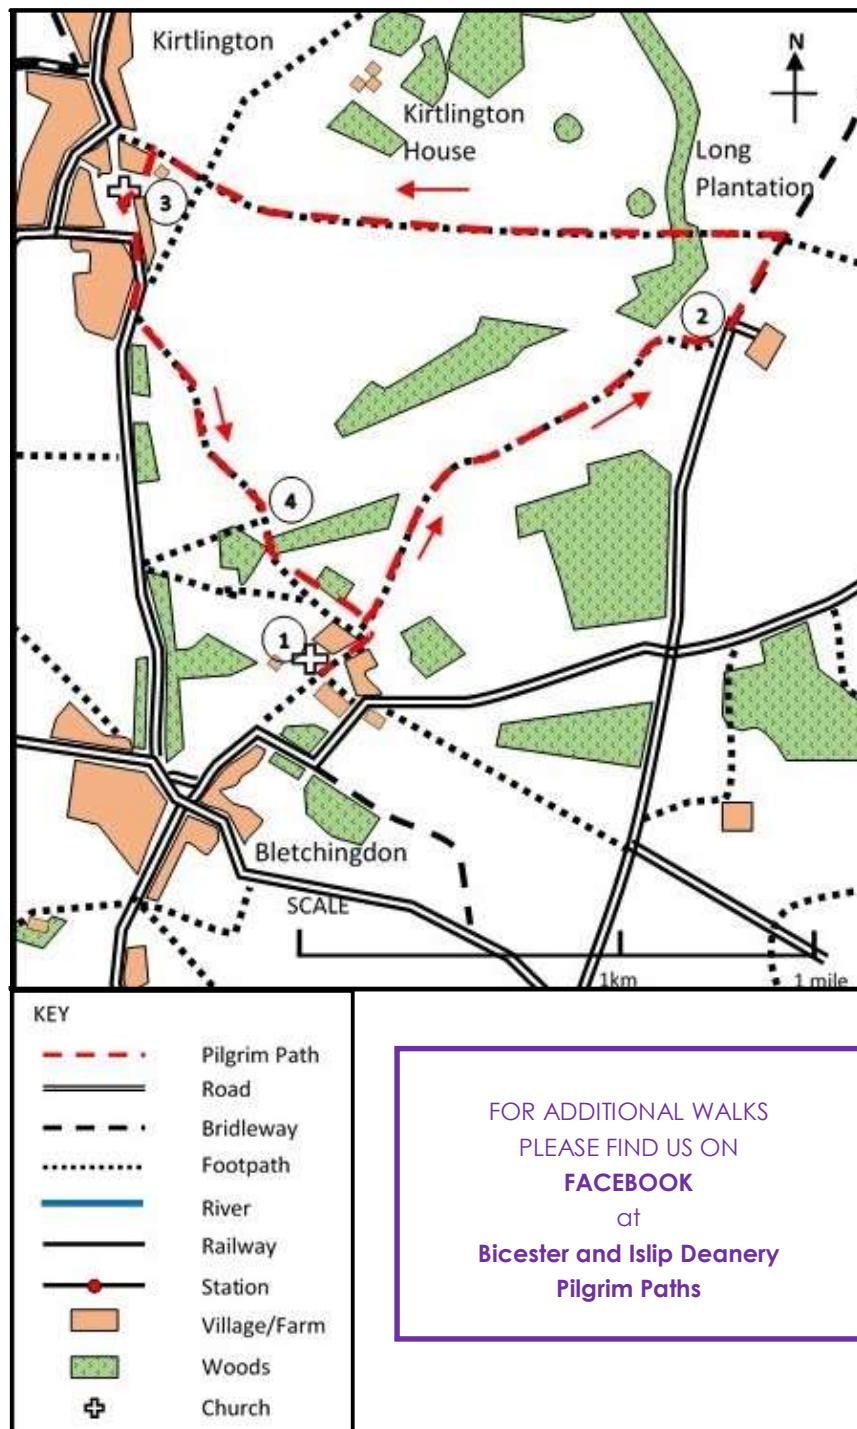 Kirtlington
N
Kirtlington
House
Long
Plantation
3
2
4
1
Bletchingdon
SCALE
1km
1 mile
KEY
Pilgrim Path
Road
Bridleway
Footpath
River
Railway
Station
Village/Farm
Woods
Church
FOR ADDITIONAL WALKS
PLEASE FIND US ON
FACEBOOK
at
Bicester and Islip Deanery
Pilgrim Paths